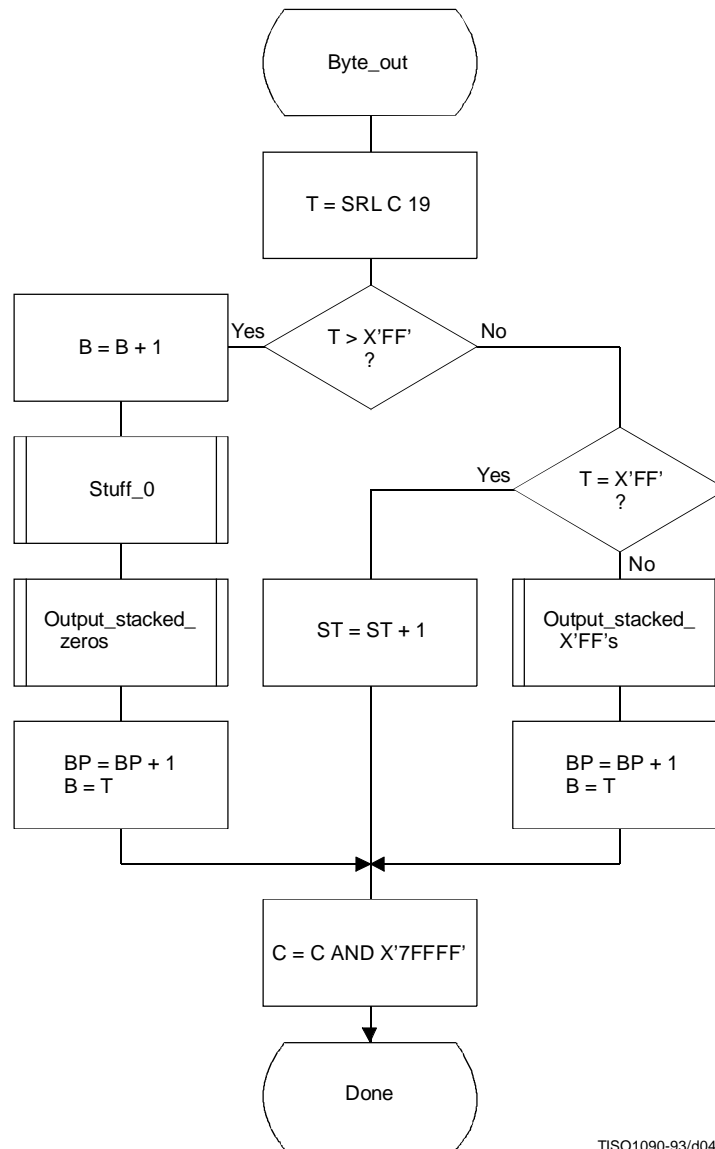 Byte_out
T = SRL C 19
T > X’FF’
?
Yes
No
B = B + 1
Stuff_0
Yes
T = X’FF’
?
No
Output_stacked_
zeros
ST = ST + 1
Output_stacked_
X’FF’s
BP = BP + 1
B = T
BP = BP + 1
B = T
C = C AND X’7FFFF’
Done
TISO1090-93/d04